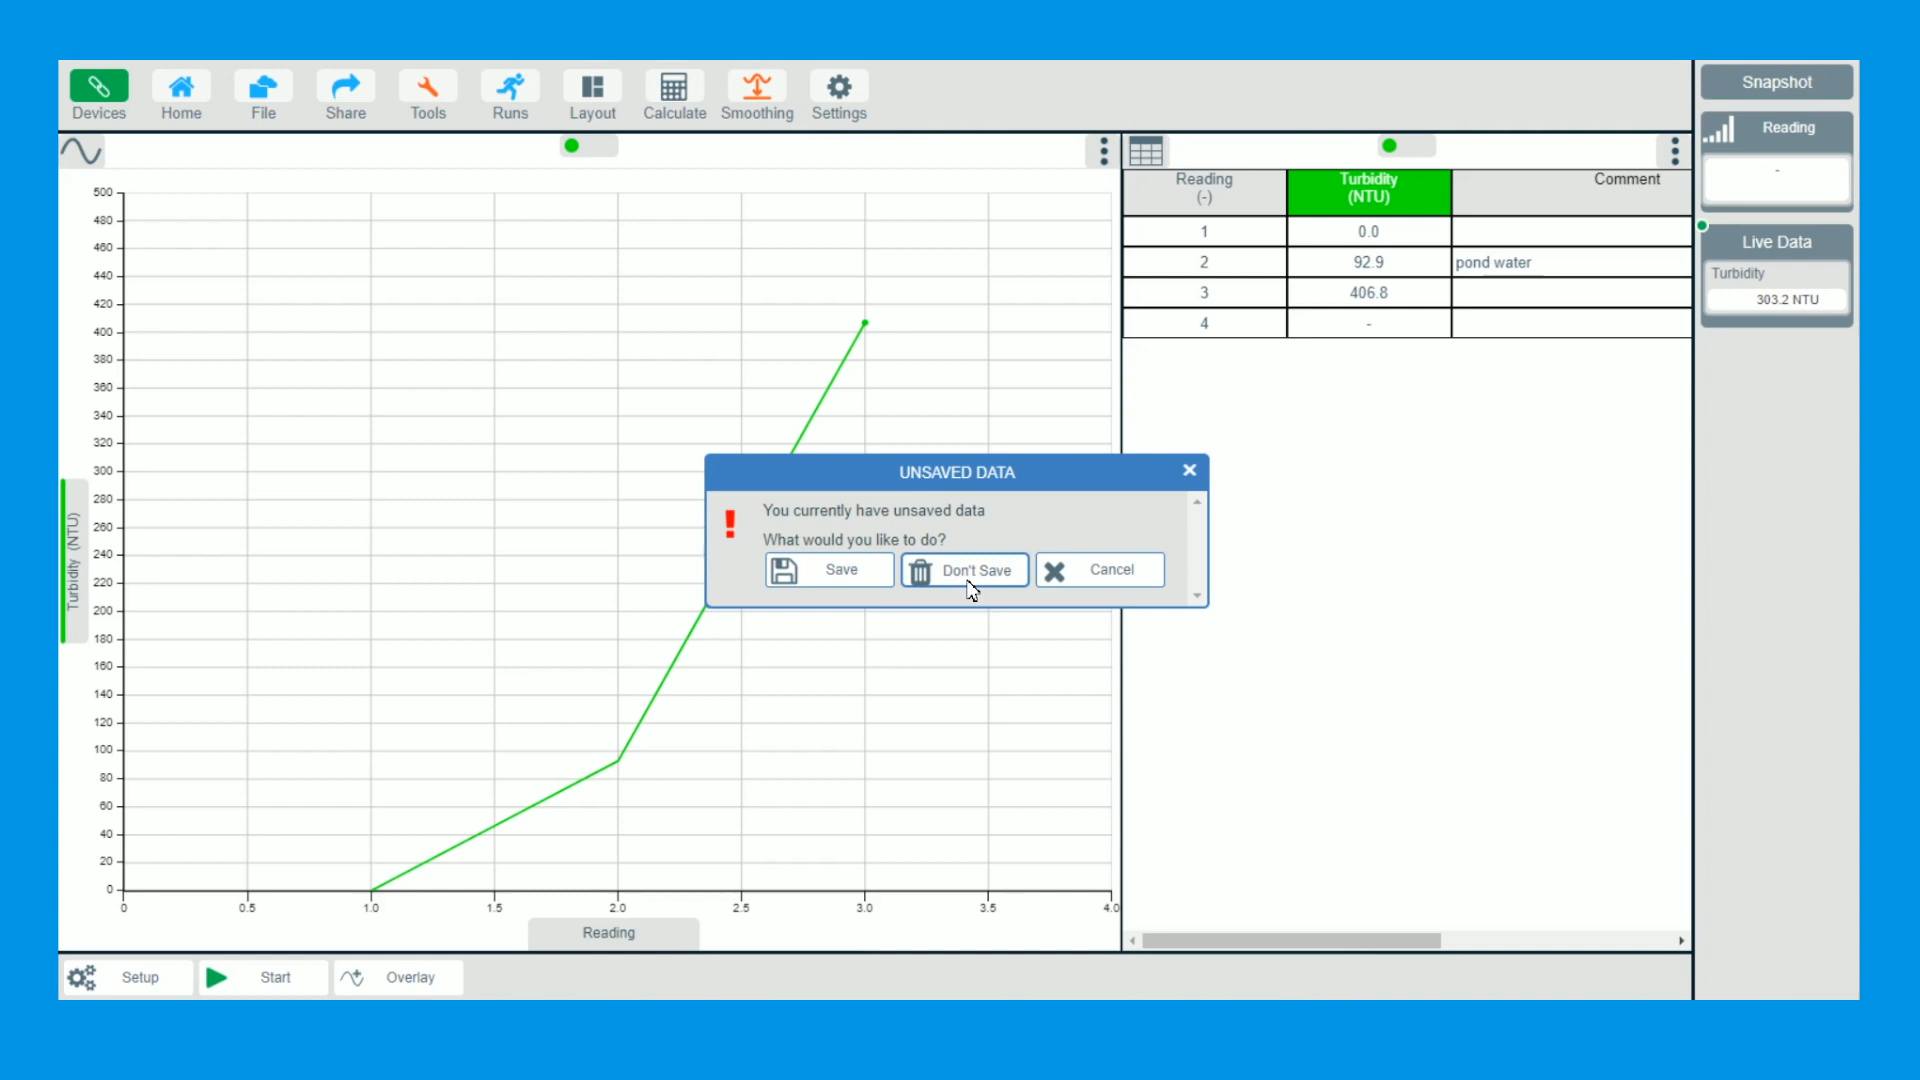 Devices
Home
File
Share
Tools
Runs
Layout
Calculate
Smoothing
Settings
500
480
460
440
420
400
380
360
340
320
300
280
260
240
220
200
180
160
140
120
100
80
60
40
20
0
Turbidity (NTU)
0 0.5 1.0 1.5 2.0 2.5 3.0 3.5 4.0
Reading
Reading (-)
Turbidity (NTU)
Comment
1 0.0
2 92.9 pond water
3 406.8
4 -
UNSAVED DATA
You currently have unsaved data
What would you like to do?
Save
Don't Save
Cancel
Snapshot
Reading
-
Live Data
Turbidity
303.2 NTU
Setup
Start
Overlay